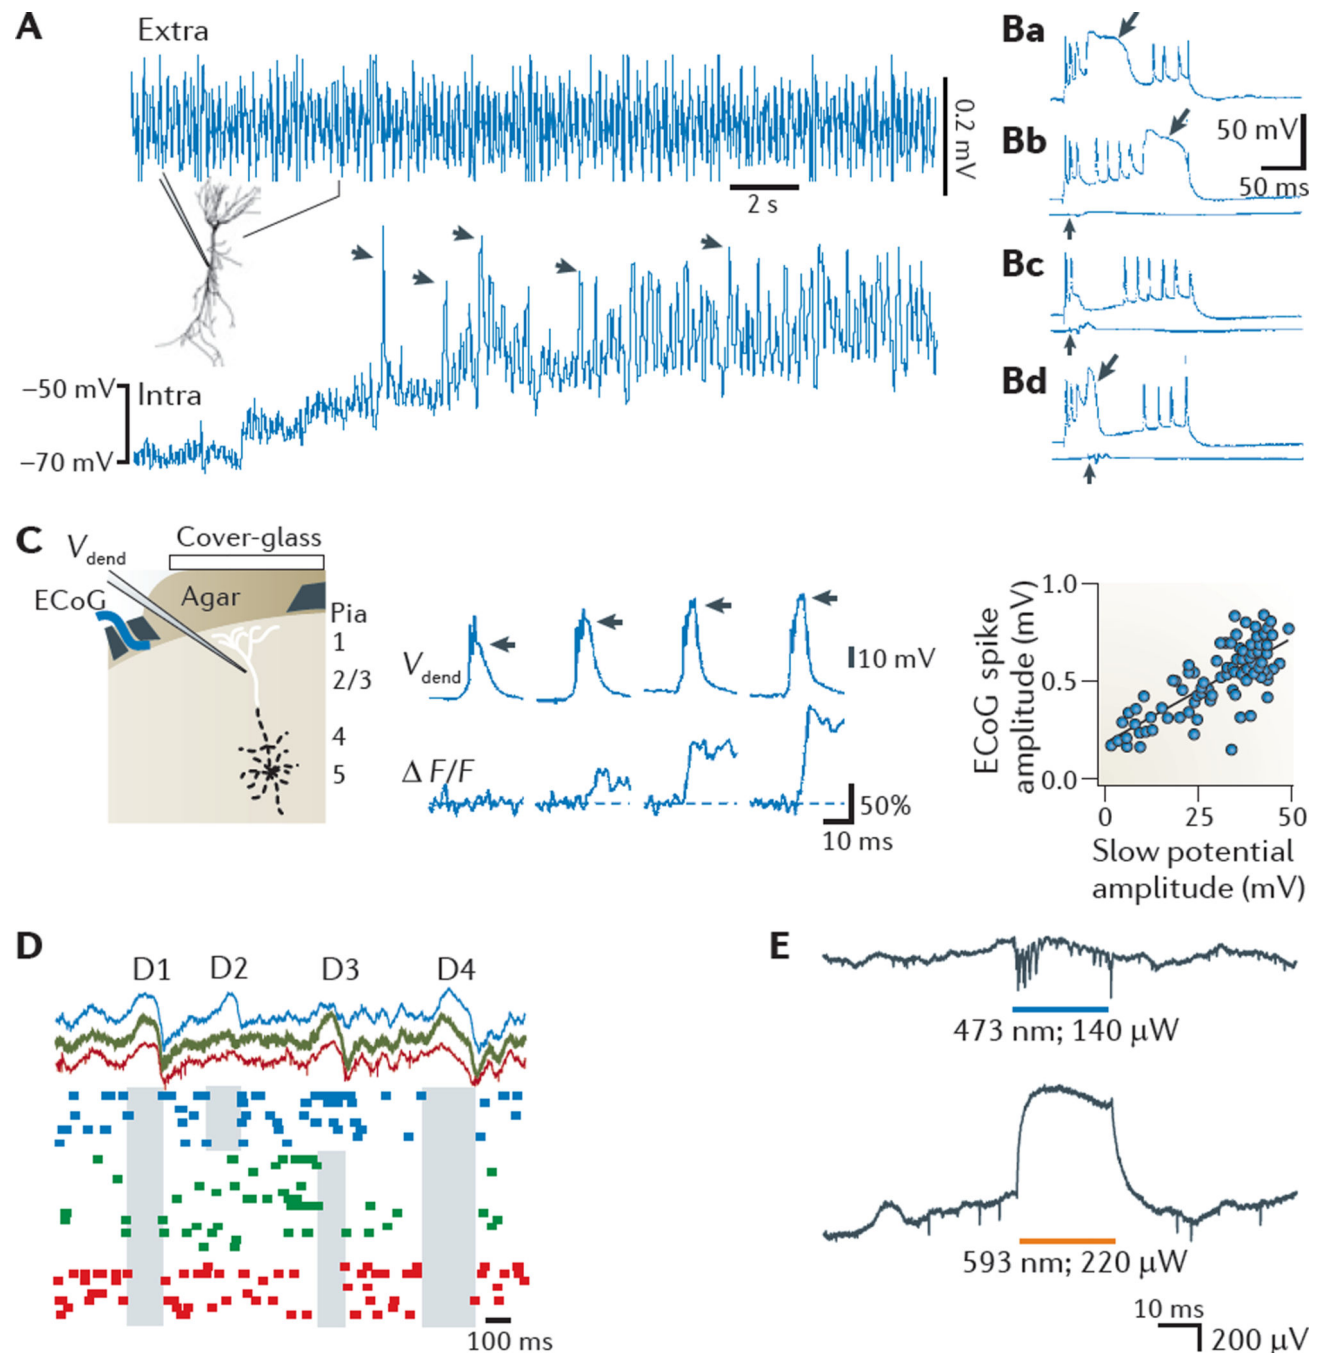 A
Extra
0.2 mV
2 s
−50 mV
Intra
−70 mV
Ba
50 mV
Bb
50 ms
Bc
Bd
C
Vdend
Cover-glass
ECoG
Agar
Pia
1
2/3
4
5
Vdend
10 mV
Δ F/F
50%
10 ms
ECoG spike
amplitude (mV)
1.0
0.5
0.0
0
25
50
Slow potential
amplitude (mV)
D
D1
D2
D3
D4
100 ms
E
473 nm; 140 μW
593 nm; 220 μW
10 ms
200 μV